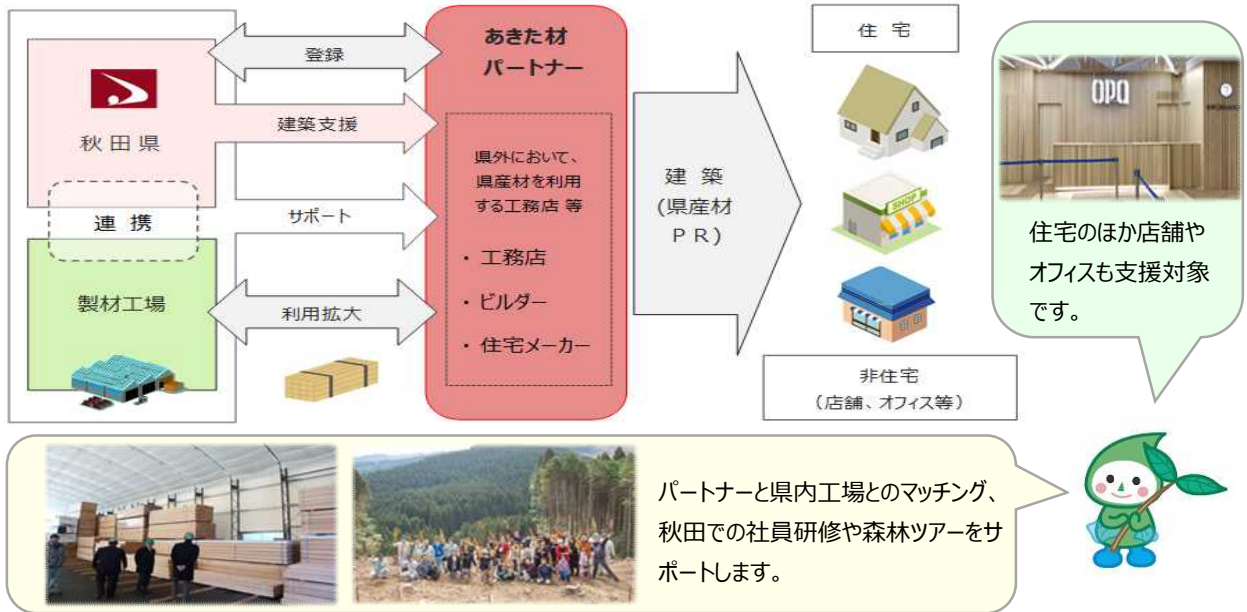 秋田県
連 携
製材工場
登録
建築支援
サポート
利用拡大
あきた材
パートナー
県外において、
県産材を利用
する工務店 等
・ 工務店
・ ビルダー
・ 住宅メーカー
建 築
(県産材
ＰＲ)
住 宅
SHOP
非住宅
（店舗、オフィス等）
OPA
住宅のほか店舗や
オフィスも支援対象
です。
パートナーと県内工場とのマッチング、
秋田での社員研修や森林ツアーをサ
ポートします。